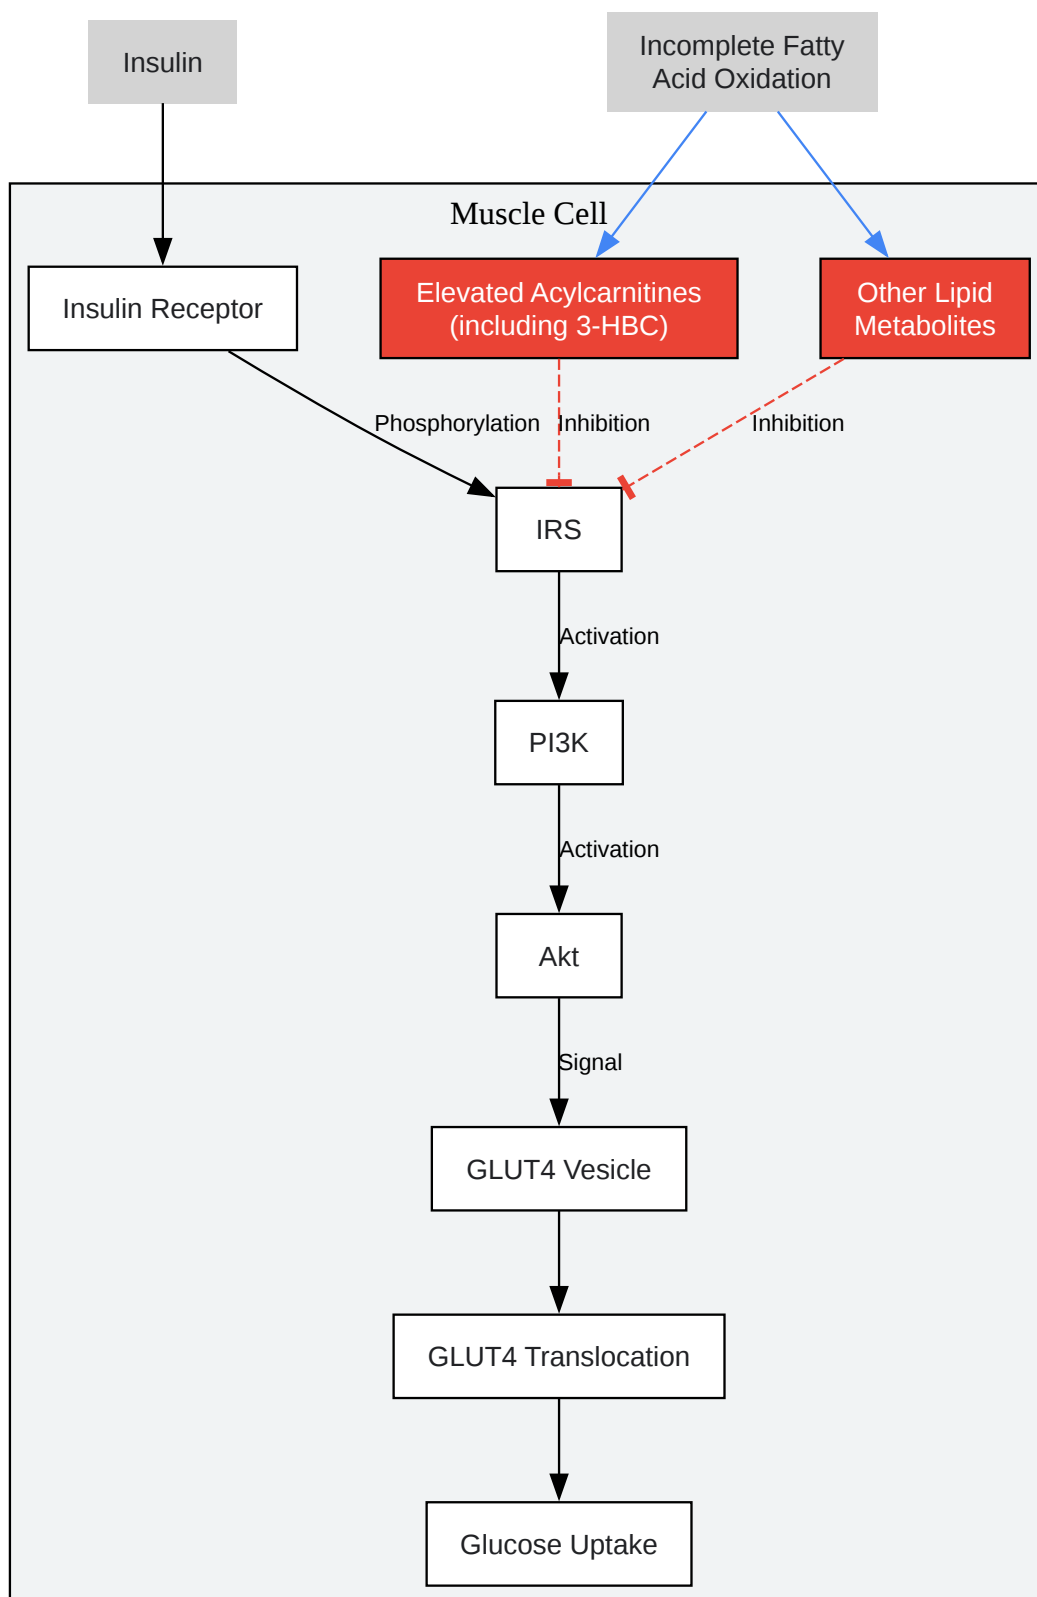 Insulin
Incomplete Fatty
Acid Oxidation
Muscle Cell
Insulin Receptor
Elevated Acylcarnitines
(including 3-HBC)
Other Lipid
Metabolites
Phosphorylation
Inhibition
Inhibition
IRS
Activation
PI3K
Activation
Akt
Signal
GLUT4 Vesicle
GLUT4 Translocation
Glucose Uptake